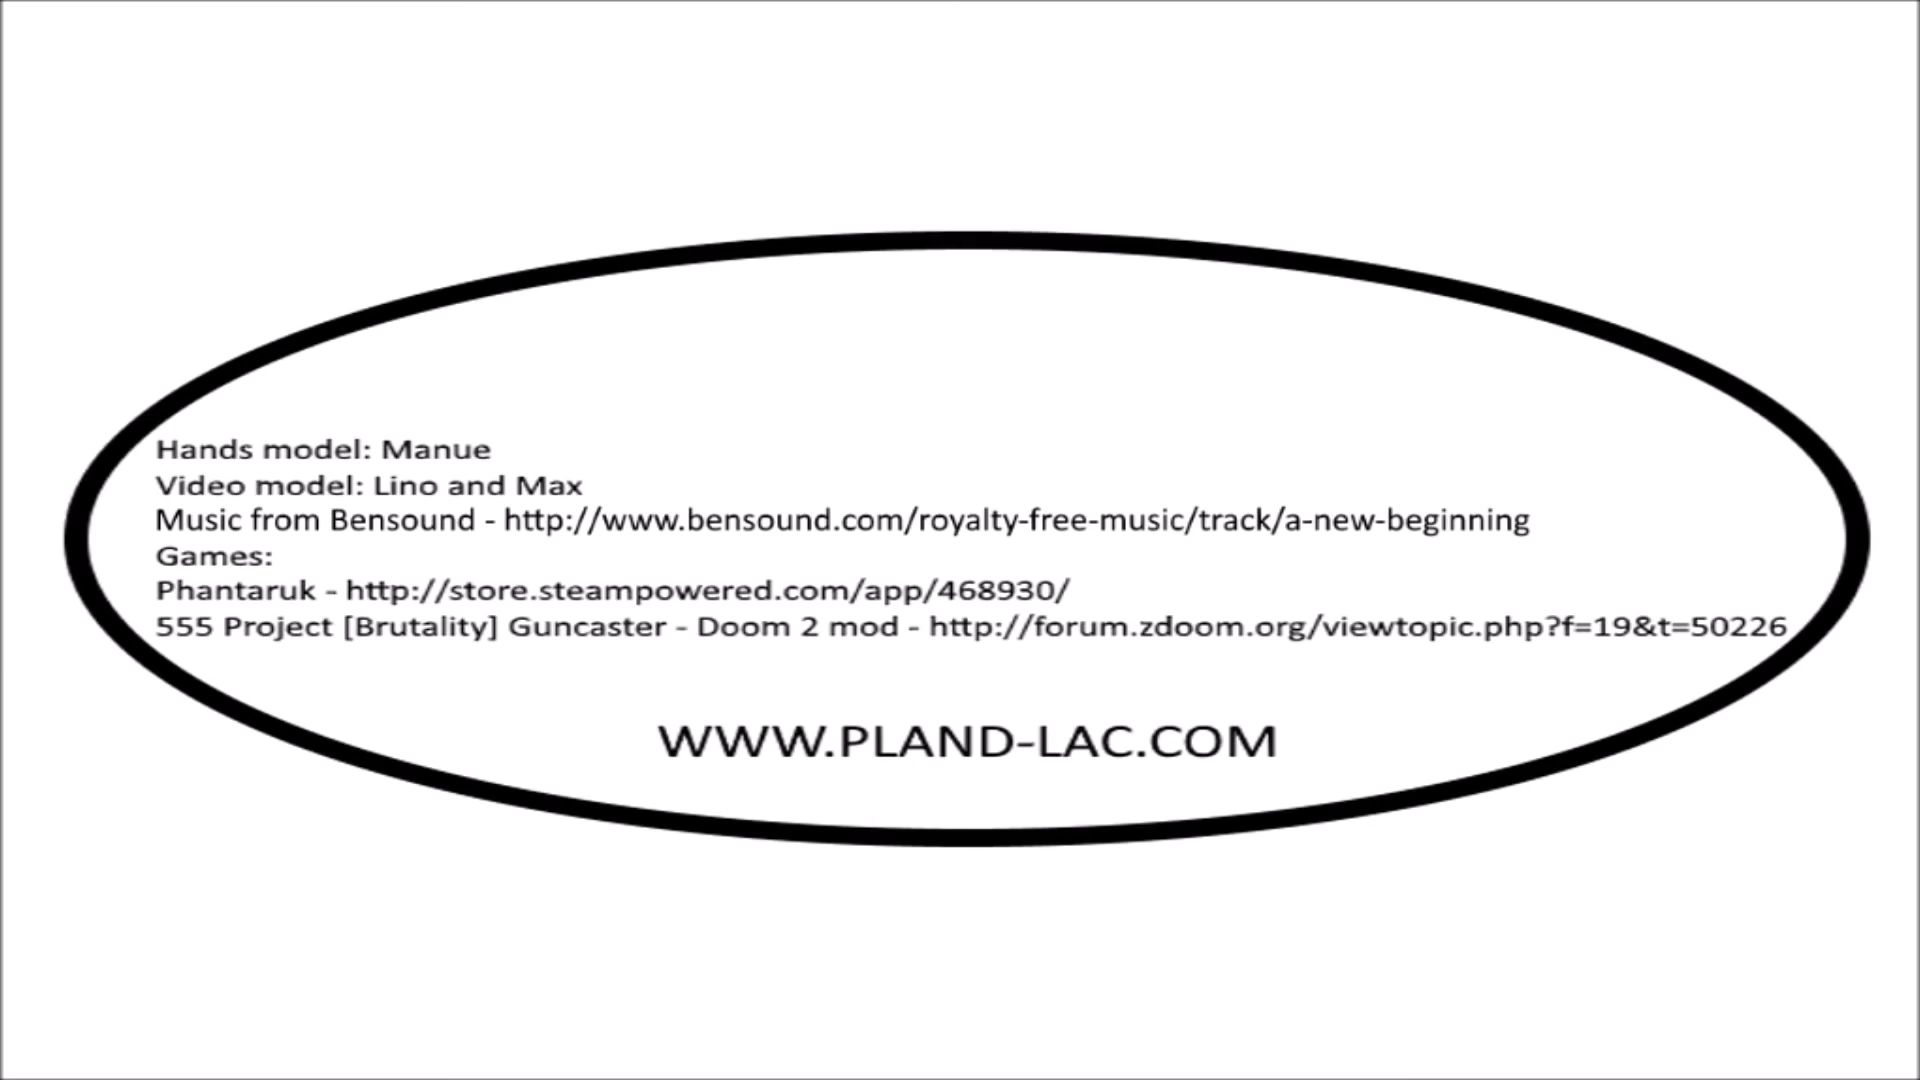 Hands model: Manue
Video model: Lino and Max
Music from Bensound - http://www.bensound.com/royalty-free-music/track/a-new-beginning
Games:
Phantaruk - http://store.steampowered.com/app/468930/
555 Project [Brutality] Guncaster - Doom 2 mod - http://forum.zdoom.org/viewtopic.php?f=19&t=50226
WWW.PLAND-LAC.COM